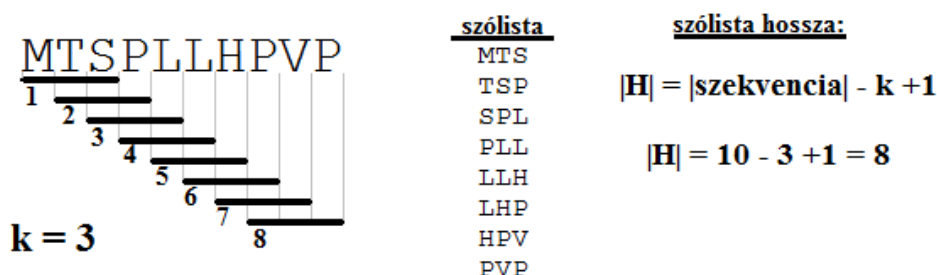 MTSPLLHPVP
1
2
3
4
5
6
7
8
k = 3
szólista
MTS
TSP
SPL
PLL
LLH
LHP
HPV
PVP
szólista hossza:
|H| = |szekvencia| - k +1
|H| = 10 - 3 +1 = 8